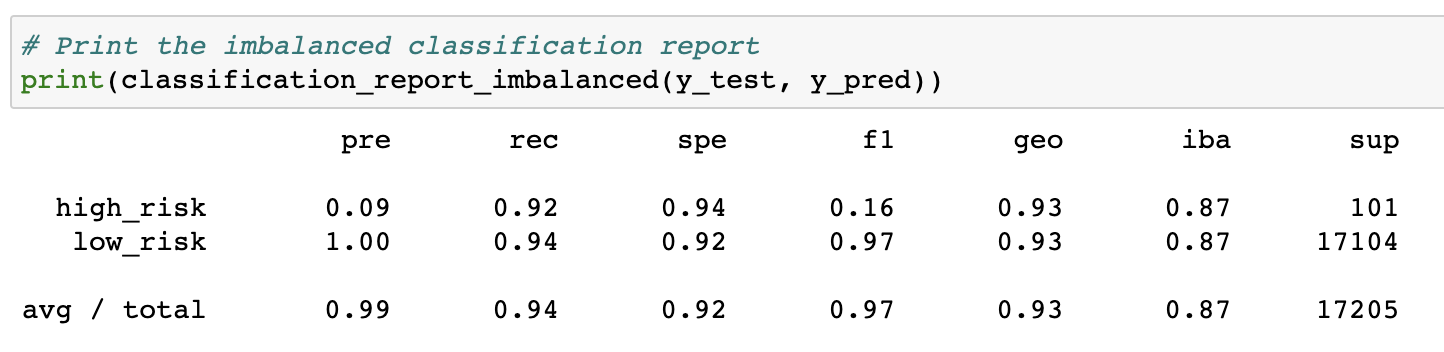 # Print the imbalanced classification report
print(classification_report_imbalanced(y_test, y_pred))
pre rec spe f1 geo iba sup
high_risk 0.09 0.92 0.94 0.16 0.93 0.87 101
low_risk 1.00 0.94 0.92 0.97 0.93 0.87 17104
avg / total 0.99 0.94 0.92 0.97 0.93 0.87 17205